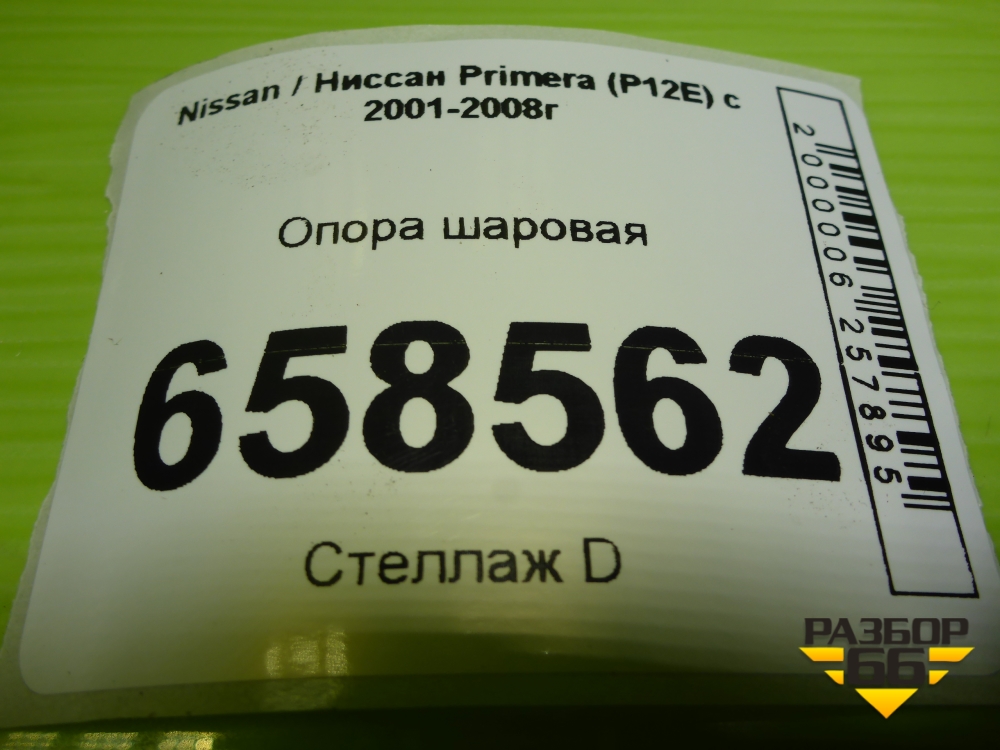 Nissan / Ниссан Primera (P12E) с
2001-2008г
Опора шаровая
658562
Стеллаж D
2000006257895
РАЗБОР
66